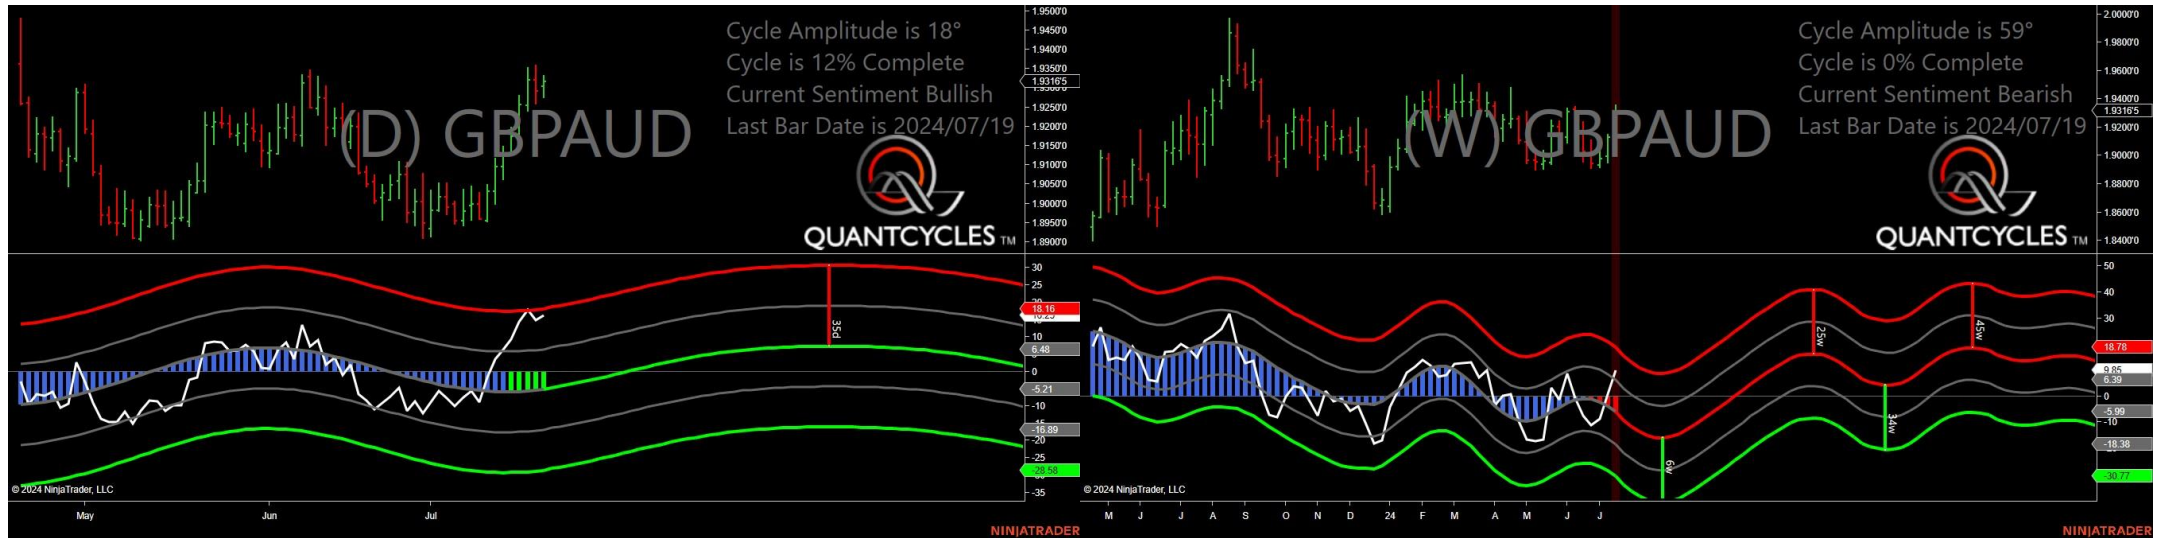 Cycle Amplitude is 18°
Cycle is 12% Complete
Current Sentiment Bullish
Last Bar Date is 2024/07/19
(D) GBPAUD
QUANTCYCLES TM
1.9500'0
1.9450'0
1.9400'0
1.9350'0
1.9316'5
1.9250'0
1.9200'0
1.9150'0
1.9100'0
1.9050'0
1.9000'0
1.8950'0
1.8900'0
35d
30
25
18.16
10
6.48
0
-5.21
-10
-16.89
-20
-25
-28.58
-35
© 2024 NinjaTrader, LLC
May Jun Jul
NINJATRADER
Cycle Amplitude is 59°
Cycle is 0% Complete
Current Sentiment Bearish
Last Bar Date is 2024/07/19
(W) GBPAUD
QUANTCYCLES TM
2.0000'0
1.9800'0
1.9600'0
1.9400'0
1.9316'5
1.9200'0
1.9000'0
1.8800'0
1.8600'0
1.8400'0
6w
25w
34w
45w
50
40
30
18.78
9.85
6.39
0
-5.99
-10
-18.38
-30.77
© 2024 NinjaTrader, LLC
M J J A S O N D 24 F M A M J J
NINJATRADER